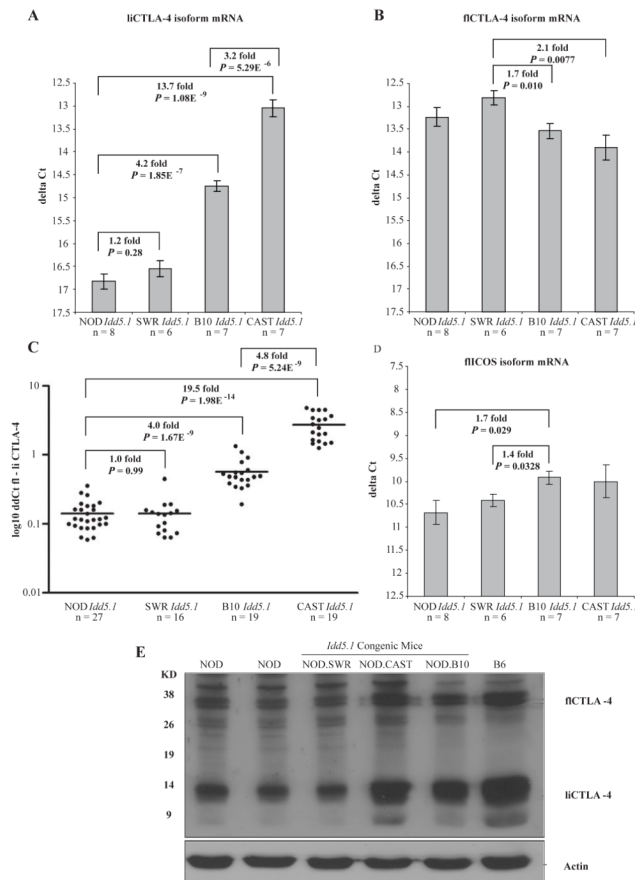 A
liCTLA-4 isoform mRNA
3.2 fold
P = 5.29E -6
13.7 fold
P = 1.08E -9
4.2 fold
P = 1.85E -7
1.2 fold
P = 0.28
delta Ct
12.5
13
13.5
14
14.5
15
15.5
16
16.5
17
17.5
NOD Idd5.1 SWR Idd5.1 B10 Idd5.1 CAST Idd5.1
n = 8 n = 6 n = 7 n = 7
B
flCTLA-4 isoform mRNA
2.1 fold
P = 0.0077
1.7 fold
P = 0.010
delta Ct
12.5
13
13.5
14
14.5
15
15.5
16
16.5
17
17.5
NOD Idd5.1 SWR Idd5.1 B10 Idd5.1 CAST Idd5.1
n = 8 n = 6 n = 7 n = 7
C
4.8 fold
P = 5.24E -9
19.5 fold
P = 1.98E -14
4.0 fold
P = 1.67E -9
1.0 fold
P = 0.99
log10 ddCt fl - li CTLA-4
10
1
0.1
0.01
NOD Idd5.1 SWR Idd5.1 B10 Idd5.1 CAST Idd5.1
n = 27 n = 16 n = 19 n = 19
D
flICOS isoform mRNA
1.7 fold
P = 0.029
1.4 fold
P = 0.0328
delta Ct
7.5
8
8.5
9
9.5
10
10.5
11
11.5
12
12.5
NOD Idd5.1 SWR Idd5.1 B10 Idd5.1 CAST Idd5.1
n = 8 n = 6 n = 7 n = 7
E
Idd5.1 Congenic Mice
KD NOD NOD NOD.SWR NOD.CAST NOD.B10 B6
38
26
19
14
9
flCTLA-4
liCTLA-4
Actin